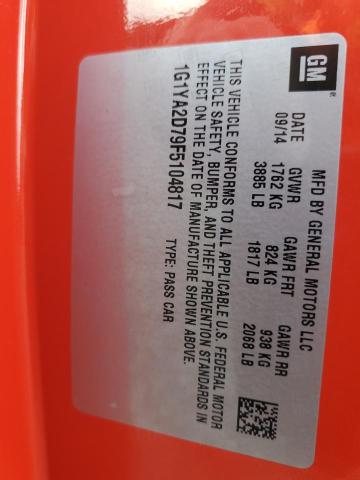 GM
MFD BY GENERAL MOTORS LLC
DATE GVWR GAWR FRT GAWR RR
09/14 1762 KG 824 KG 938 KG
3885 LB 1817 LB 2068 LB
THIS VEHICLE CONFORMS TO ALL APPLICABLE U.S. FEDERAL MOTOR
VEHICLE SAFETY, BUMPER, AND THEFT PREVENTION STANDARDS IN
EFFECT ON THE DATE OF MANUFACTURE SHOWN ABOVE.
1G1YA2D79F5104817 TYPE: PASS CAR